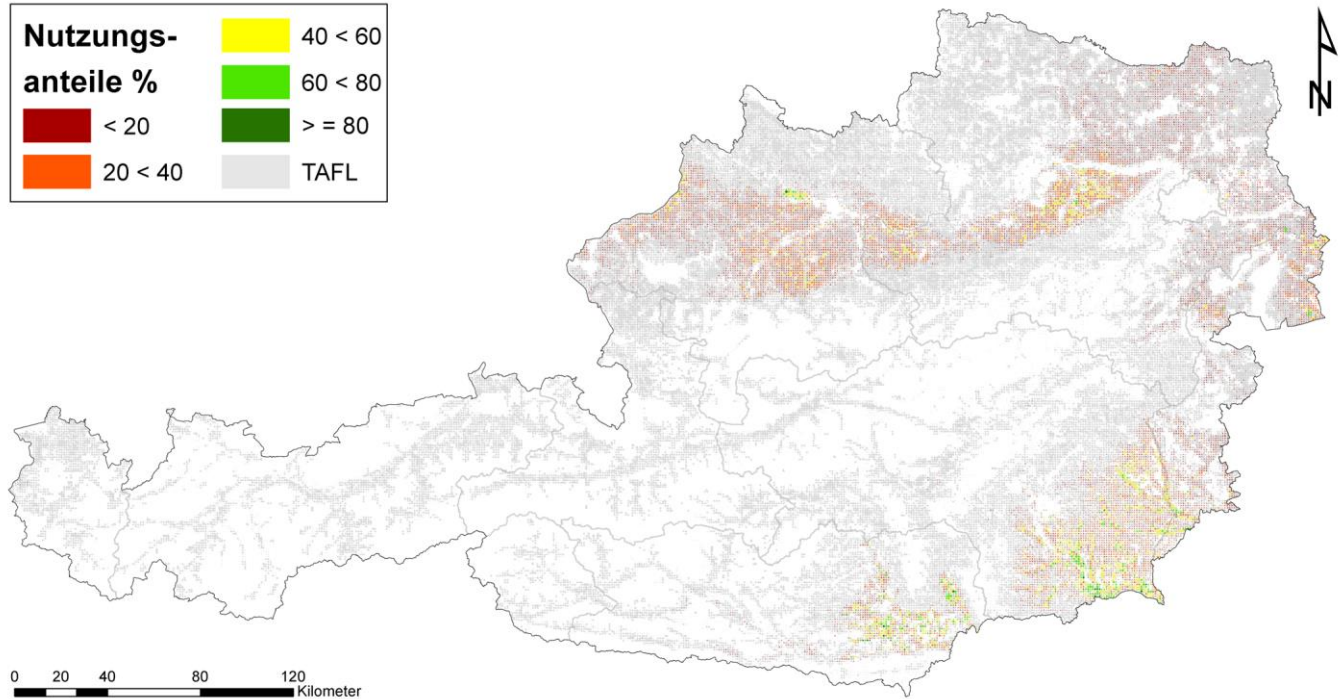 Nutzungs-
anteile %
< 20
20 < 40
40 < 60
60 < 80
> = 80
TAFL
N
0 20 40 80 120
Kilometer